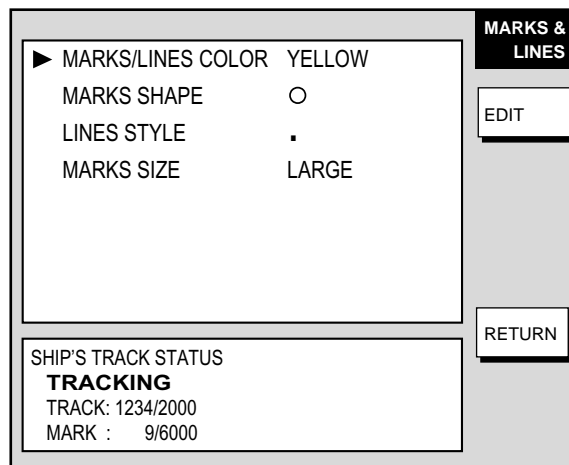 MARKS &
LINES
▶ MARKS/LINES COLOR YELLOW
MARKS SHAPE ○
LINES STYLE .
MARKS SIZE LARGE
EDIT
RETURN
SHIP'S TRACK STATUS
TRACKING
TRACK: 1234/2000
MARK : 9/6000